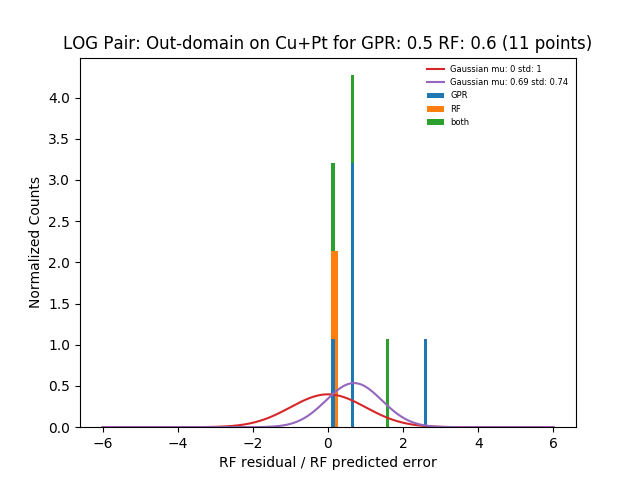 LOG Pair: Out-domain on Cu+Pt for GPR: 0.5 RF: 0.6 (11 points)
Gaussian mu: 0 std: 1
Gaussian mu: 0.69 std: 0.74
GPR
RF
both
Normalized Counts
4.0
3.5
3.0
2.5
2.0
1.5
1.0
0.5
0.0
−6 −4 −2 0 2 4 6
RF residual / RF predicted error